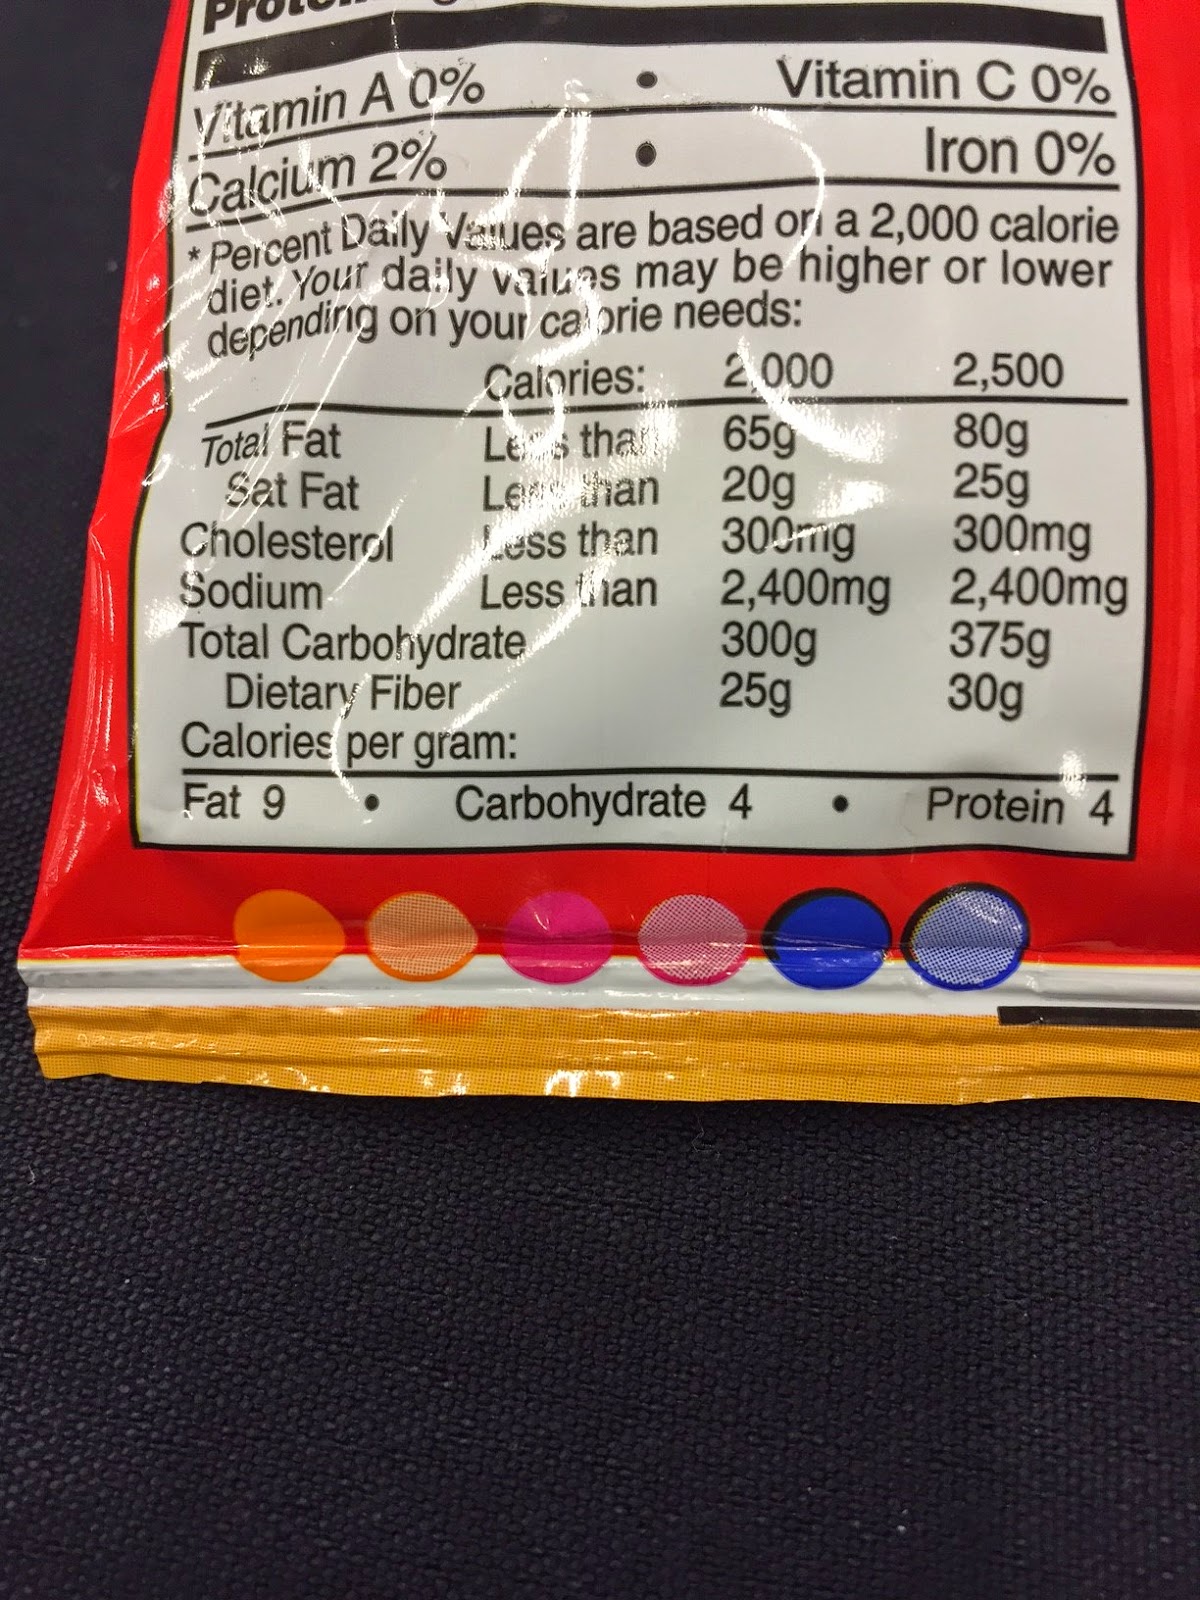 Protein
Vitamin A 0% • Vitamin C 0%
Calcium 2% • Iron 0%
* Percent Daily Values are based on a 2,000 calorie
diet. Your daily values may be higher or lower
depending on your calorie needs:
Calories: 2,000 2,500
Total Fat Less than 65g 80g
Sat Fat Less than 20g 25g
Cholesterol Less than 300mg 300mg
Sodium Less than 2,400mg 2,400mg
Total Carbohydrate 300g 375g
Dietary Fiber 25g 30g
Calories per gram:
Fat 9 • Carbohydrate 4 • Protein 4